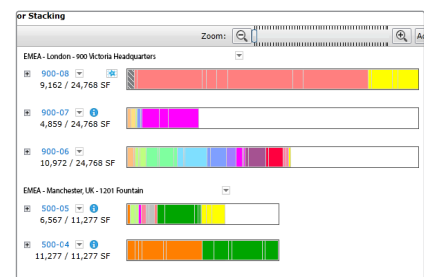 or Stacking
Zoom:
EMEA - London - 900 Victoria Headquarters
900-08
9,162 / 24,768 SF
900-07
4,859 / 24,768 SF
900-06
10,972 / 24,768 SF
EMEA - Manchester, UK - 1201 Fountain
500-05
6,567 / 11,277 SF
500-04
11,277 / 11,277 SF